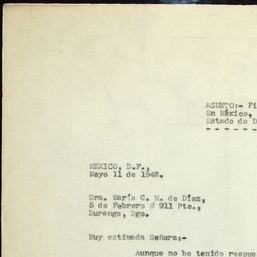 ASUNTO:- Fi
En México,
Estado de D
MEXICO, D.F.,
Mayo 11 de 1948.
Sra. María G. M. de Díaz,
5 de Febrero # 911 Pte.,
Durango, Dgo.
Muy estimada Señora:-
Aunque no he tenido respue